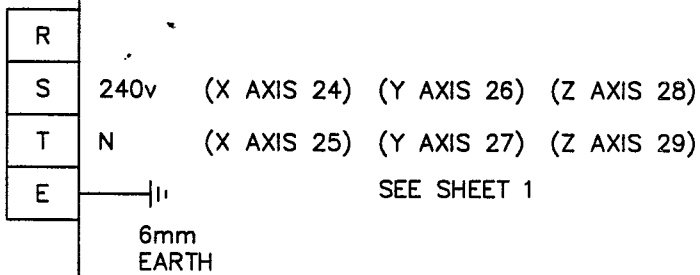 R
S 240v (X AXIS 24) (Y AXIS 26) (Z AXIS 28)
T N (X AXIS 25) (Y AXIS 27) (Z AXIS 29)
E SEE SHEET 1
6mm
EARTH